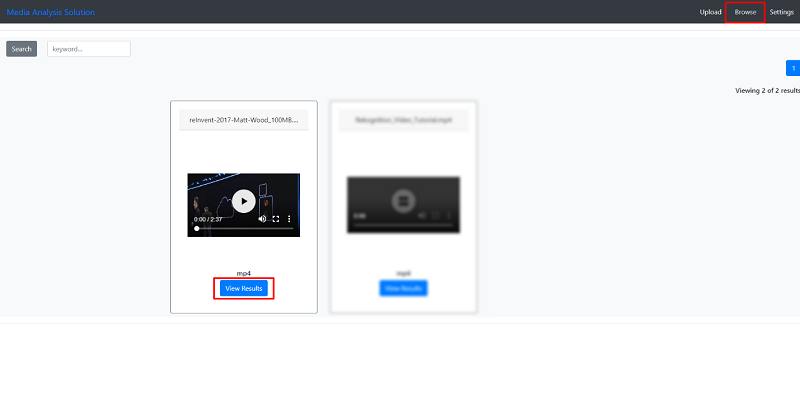 Media Analysis Solution
Upload Browse Settings
Search keyword...
1
Viewing 2 of 2 results
reInvent-2017-Matt-Wood_100MB....
Rekognition_Video_Tutorial.mp4
0:00 / 2:37
0:00
mp4
mp4
View Results
View Results